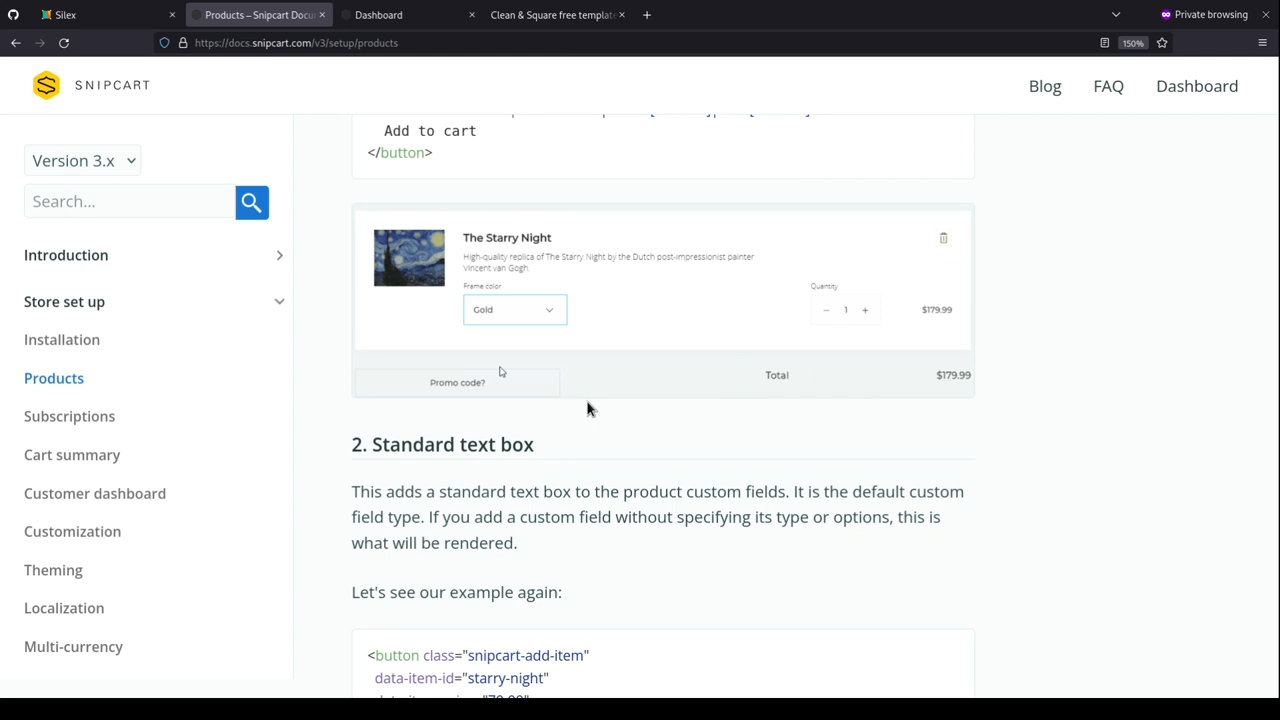 Silex
Products – Snipcart Docu
Dashboard
Clean & Square free templat
Private browsing
https://docs.snipcart.com/v3/setup/products
150%
SNIPCART
Blog
FAQ
Dashboard
Version 3.x
Search...
Introduction
Store set up
Installation
Products
Subscriptions
Cart summary
Customer dashboard
Customization
Theming
Localization
Multi-currency
Add to cart
</button>
The Starry Night
High-quality replica of The Starry Night by the Dutch post-impressionist painter
Vincent van Gogh.
Frame color
Quantity
Gold
− 1 +
$179.99
Promo code?
Total
$179.99
2. Standard text box
This adds a standard text box to the product custom fields. It is the default custom
field type. If you add a custom field without specifying its type or options, this is
what will be rendered.
Let's see our example again:
<button class="snipcart-add-item"
data-item-id="starry-night"